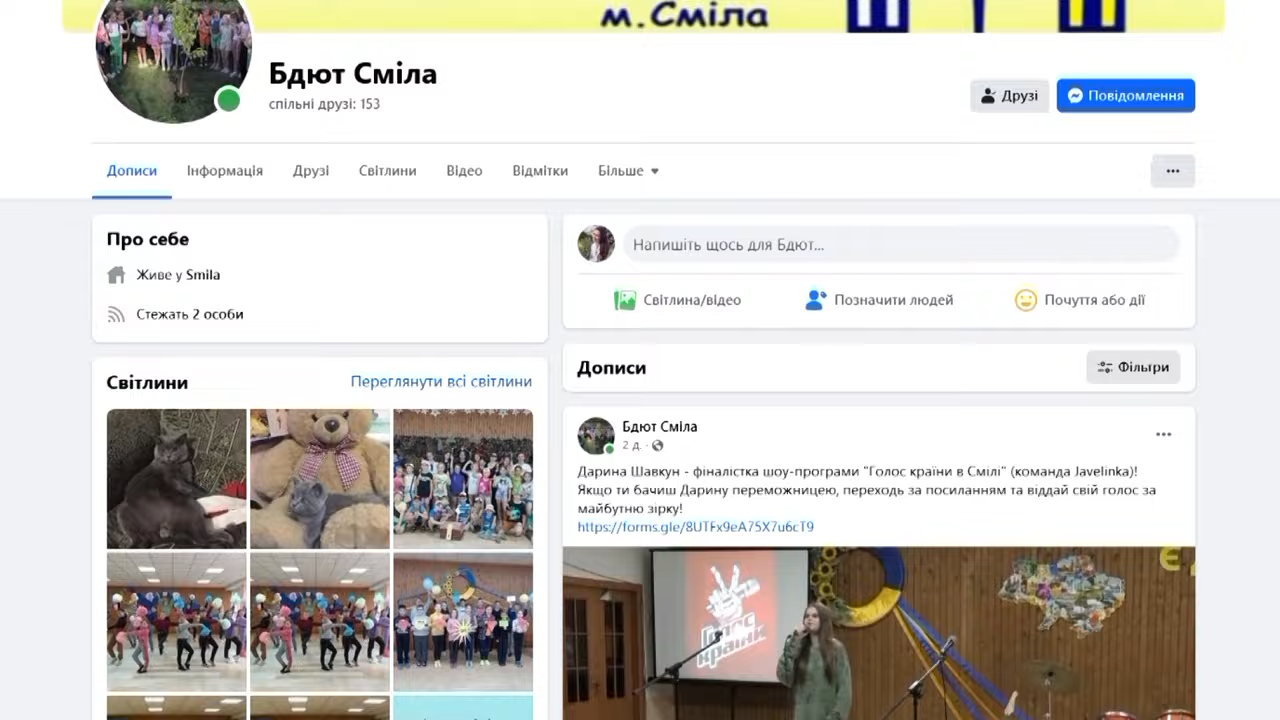 м.Сміла
Бдют Сміла
спільні друзі: 153
Друзі
Повідомлення
Дописи
Інформація
Друзі
Світлини
Відео
Відмітки
Більше
Про себе
Живе у Smila
Стежать 2 особи
Світлини
Переглянути всі світлини
Напишіть щось для Бдют...
Світлина/відео
Позначити людей
Почуття або дії
Дописи
Фільтри
Бдют Сміла
2 д. ·
Дарина Шавкун - фіналістка шоу-програми "Голос країни в Смілі" (команда Javelinka)!
Якщо ти бачиш Дарину переможницею, переходь за посиланням та віддай свій голос за
майбутню зірку!
https://forms.gle/8UTFx9eA75X7u6cT9
Голос
країни